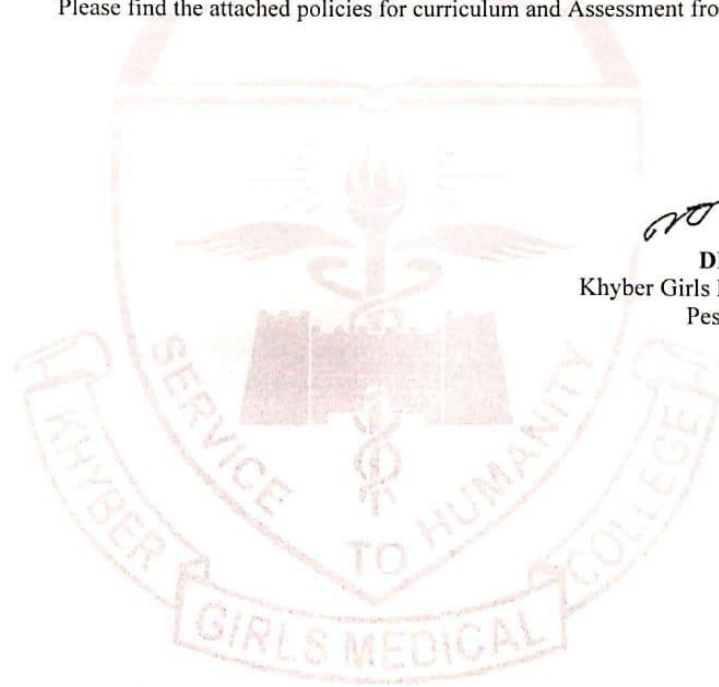 Please find the attached policies for curriculum and Assessment fro
D
Khyber Girls
Pes
SERVICE TO HUMANITY
KHYBER GIRLS MEDICAL COLLEGE